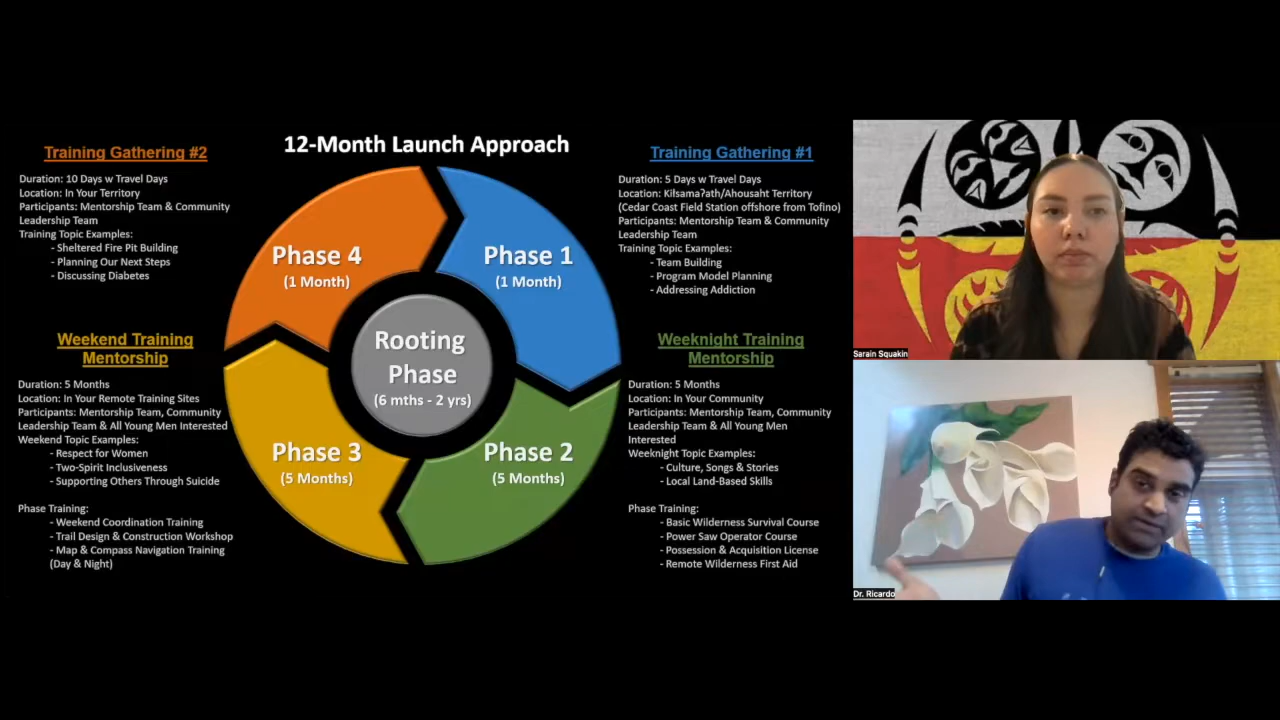 12-Month Launch Approach
Training Gathering #2
Duration: 10 Days w Travel Days
Location: In Your Territory
Participants: Mentorship Team & Community
Leadership Team
Training Topic Examples:
- Sheltered Fire Pit Building
- Planning Our Next Steps
- Discussing Diabetes
Training Gathering #1
Duration: 5 Days w Travel Days
Location: Kiłsamaʔath/Ahousaht Territory
(Cedar Coast Field Station offshore from Tofino)
Participants: Mentorship Team & Community
Leadership Team
Training Topic Examples:
- Team Building
- Program Model Planning
- Addressing Addiction
Phase 4
(1 Month)
Phase 1
(1 Month)
Rooting
Phase
(6 mths - 2 yrs)
Phase 3
(5 Months)
Phase 2
(5 Months)
Weekend Training
Mentorship
Duration: 5 Months
Location: In Your Remote Training Sites
Participants: Mentorship Team, Community
Leadership Team & All Young Men Interested
Weekend Topic Examples:
- Respect for Women
- Two-Spirit Inclusiveness
- Supporting Others Through Suicide
Phase Training:
- Weekend Coordination Training
- Trail Design & Construction Workshop
- Map & Compass Navigation Training
(Day & Night)
Weeknight Training
Mentorship
Duration: 5 Months
Location: In Your Community
Participants: Mentorship Team, Community
Leadership Team & All Young Men
Interested
Weeknight Topic Examples:
- Culture, Songs & Stories
- Local Land-Based Skills
Phase Training:
- Basic Wilderness Survival Course
- Power Saw Operator Course
- Possession & Acquisition License
- Remote Wilderness First Aid
Sarain Squakin
Dr. Ricardo